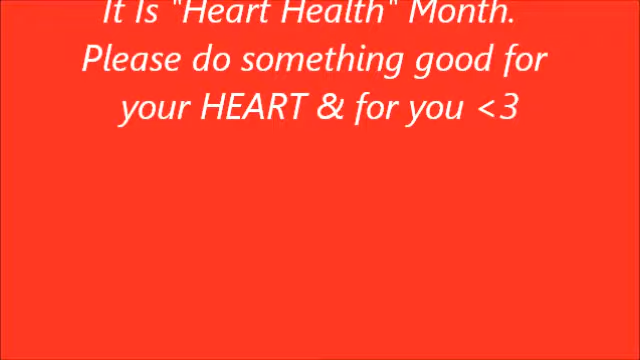 It Is "Heart Health" Month.
Please do something good for
your HEART & for you <3